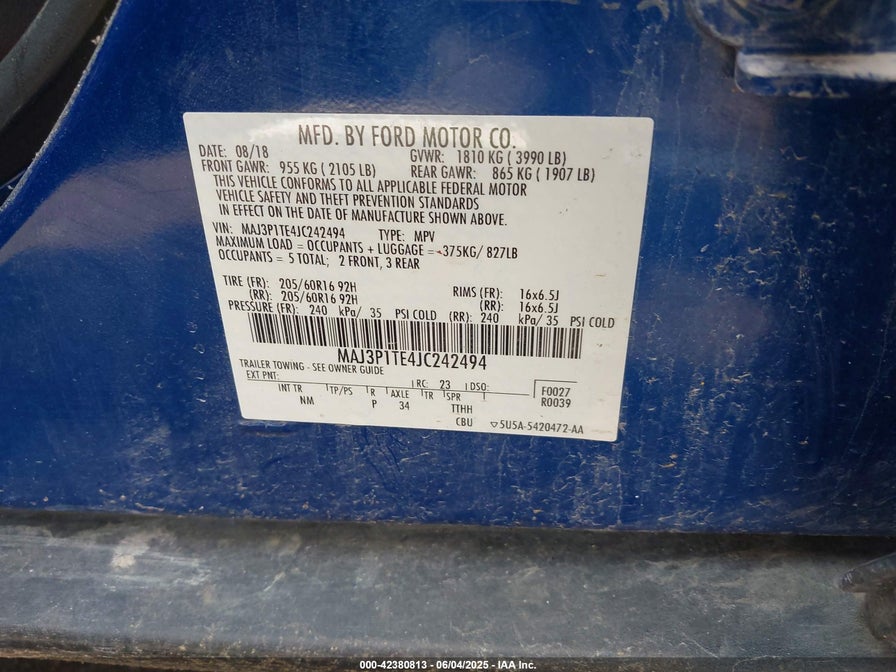 MFD. BY FORD MOTOR CO.
DATE: 08/18 GVWR: 1810 KG ( 3990 LB)
FRONT GAWR: 955 KG ( 2105 LB) REAR GAWR: 865 KG ( 1907 LB)
THIS VEHICLE CONFORMS TO ALL APPLICABLE FEDERAL MOTOR
VEHICLE SAFETY AND THEFT PREVENTION STANDARDS
IN EFFECT ON THE DATE OF MANUFACTURE SHOWN ABOVE.
VIN: MAJ3P1TE4JC242494 TYPE: MPV
MAXIMUM LOAD = OCCUPANTS + LUGGAGE = 375KG/ 827LB
OCCUPANTS = 5 TOTAL; 2 FRONT, 3 REAR
TIRE (FR): 205/60R16 92H RIMS (FR): 16x6.5J
(RR): 205/60R16 92H (RR): 16x6.5J
PRESSURE (FR): 240 kPa/ 35 PSI COLD (RR): 240 kPa/ 35 PSI COLD
MAJ3P1TE4JC242494
TRAILER TOWING - SEE OWNER GUIDE
EXT PNT: RC: 23 DSO: F0027
INT TR TP/PS R AXLE TR SPR R0039
NM P 34 TTHH
CBU ▽5U5A-5420472-AA
000-42380813 - 06/04/2025 - IAA Inc.